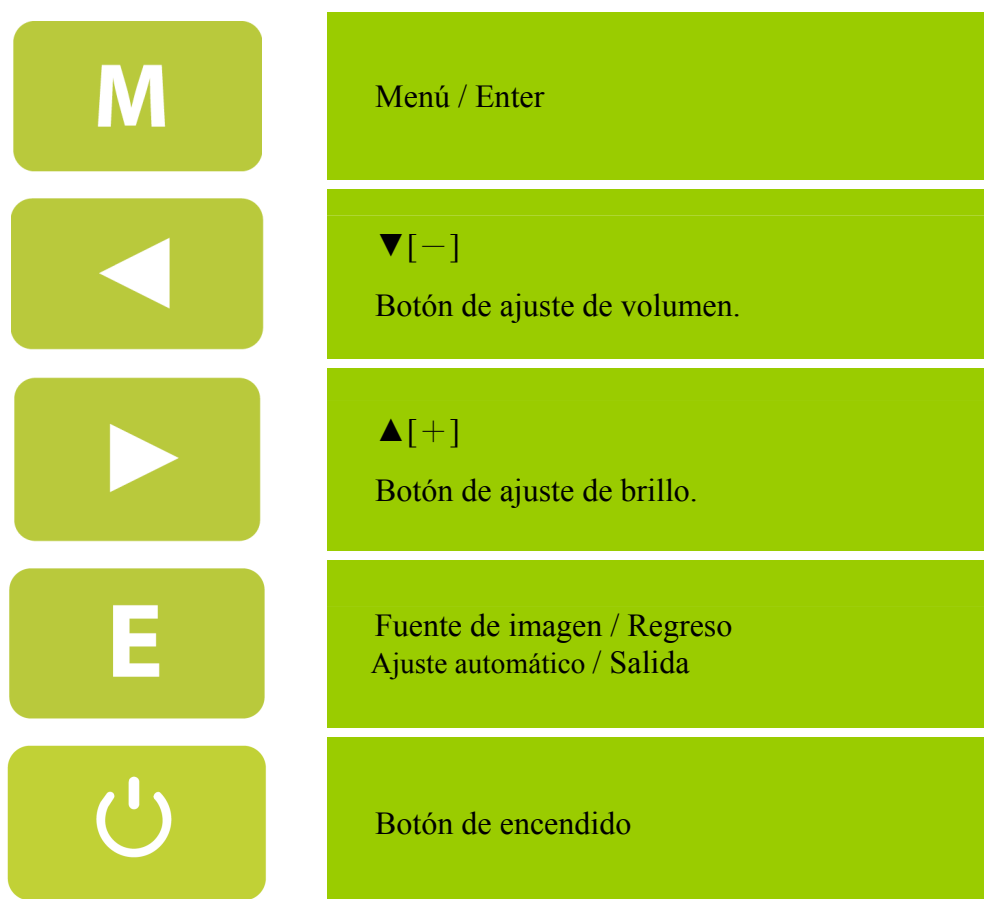 M
Menú / Enter
▼[－]
Botón de ajuste de volumen.
▲[＋]
Botón de ajuste de brillo.
E
Fuente de imagen / Regreso
Ajuste automático / Salida
Botón de encendido